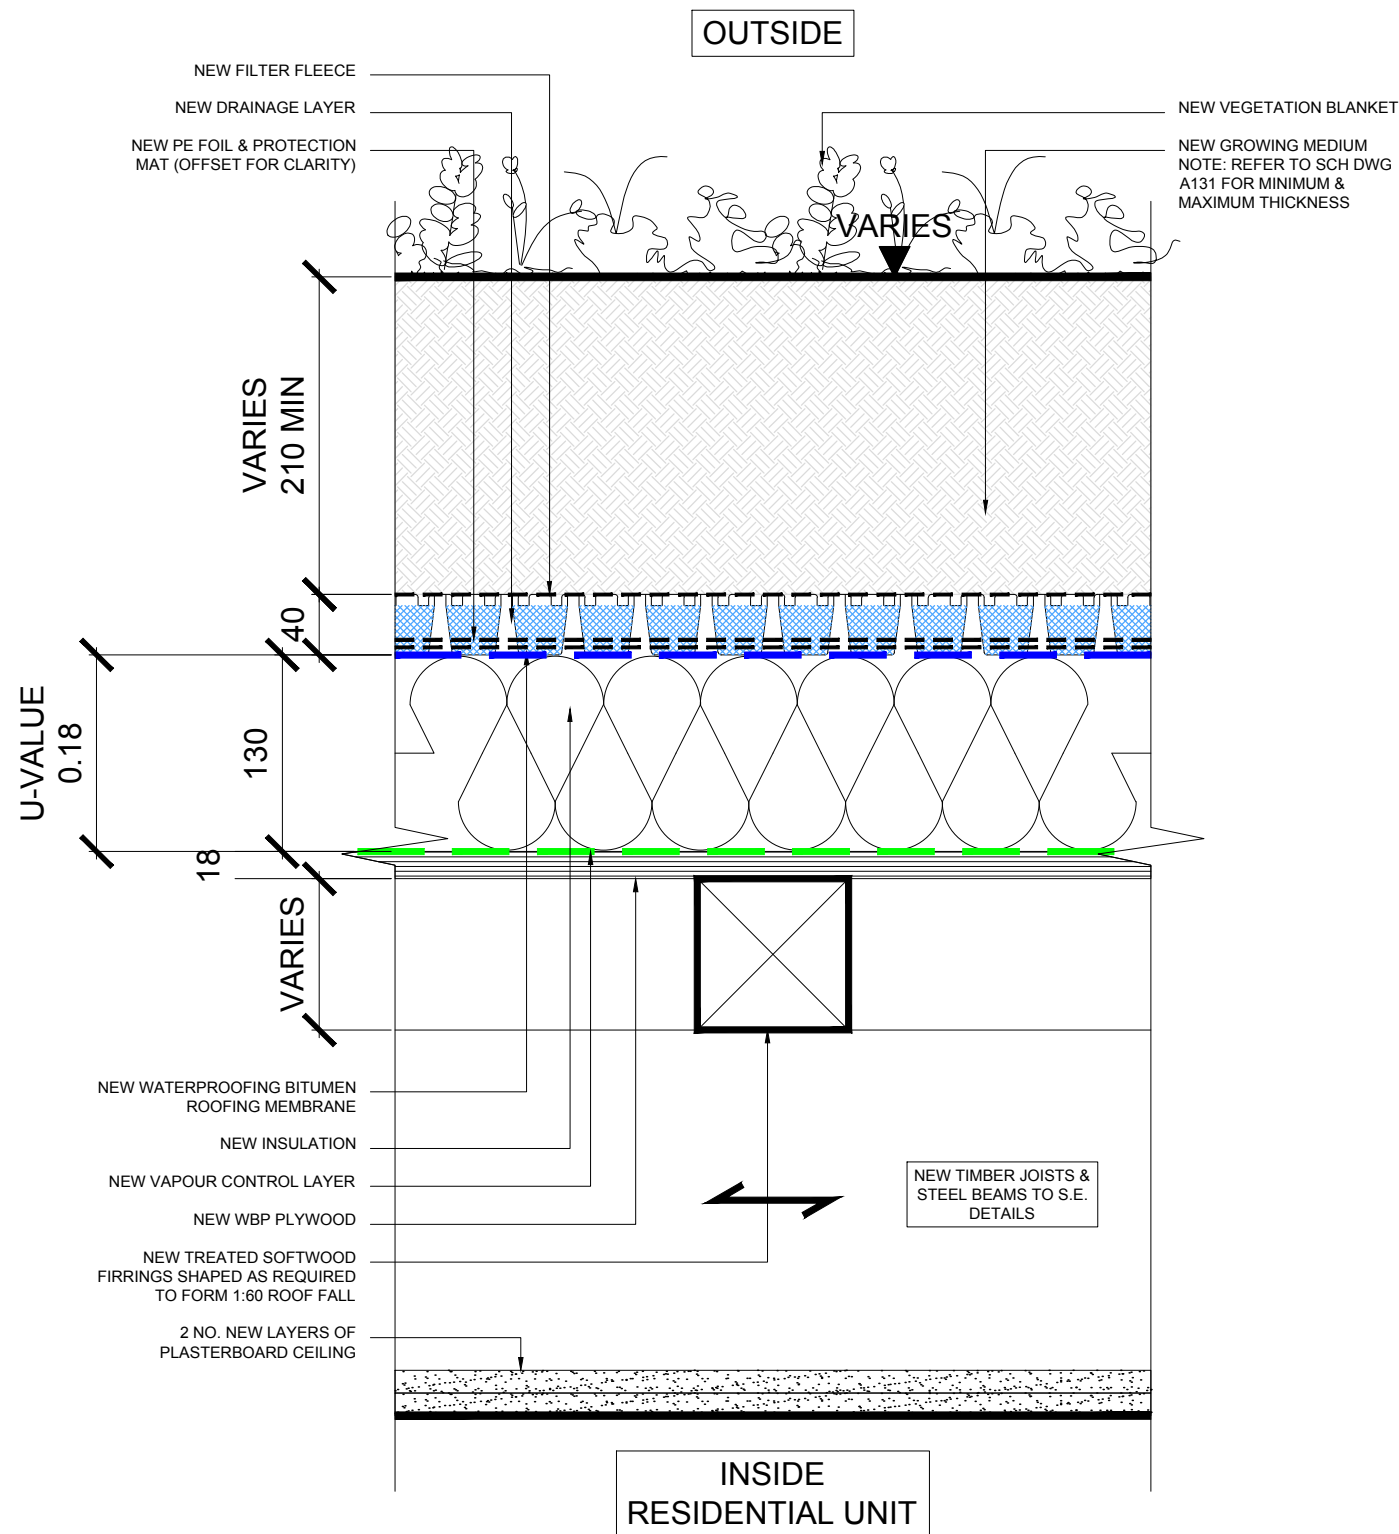 OUTSIDE
NEW FILTER FLEECE
NEW DRAINAGE LAYER
NEW PE FOIL & PROTECTION
MAT (OFFSET FOR CLARITY)
NEW VEGETATION BLANKET
NEW GROWING MEDIUM
NOTE: REFER TO SCH DWG
A131 FOR MINIMUM &
MAXIMUM THICKNESS
VARIES
VARIES
210 MIN
40
U-VALUE
0.18
130
18
VARIES
NEW WATERPROOFING BITUMEN
ROOFING MEMBRANE
NEW INSULATION
NEW VAPOUR CONTROL LAYER
NEW WBP PLYWOOD
NEW TREATED SOFTWOOD
FIRRINGS SHAPED AS REQUIRED
TO FORM 1:60 ROOF FALL
2 NO. NEW LAYERS OF
PLASTERBOARD CEILING
NEW TIMBER JOISTS &
STEEL BEAMS TO S.E.
DETAILS
INSIDE
RESIDENTIAL UNIT